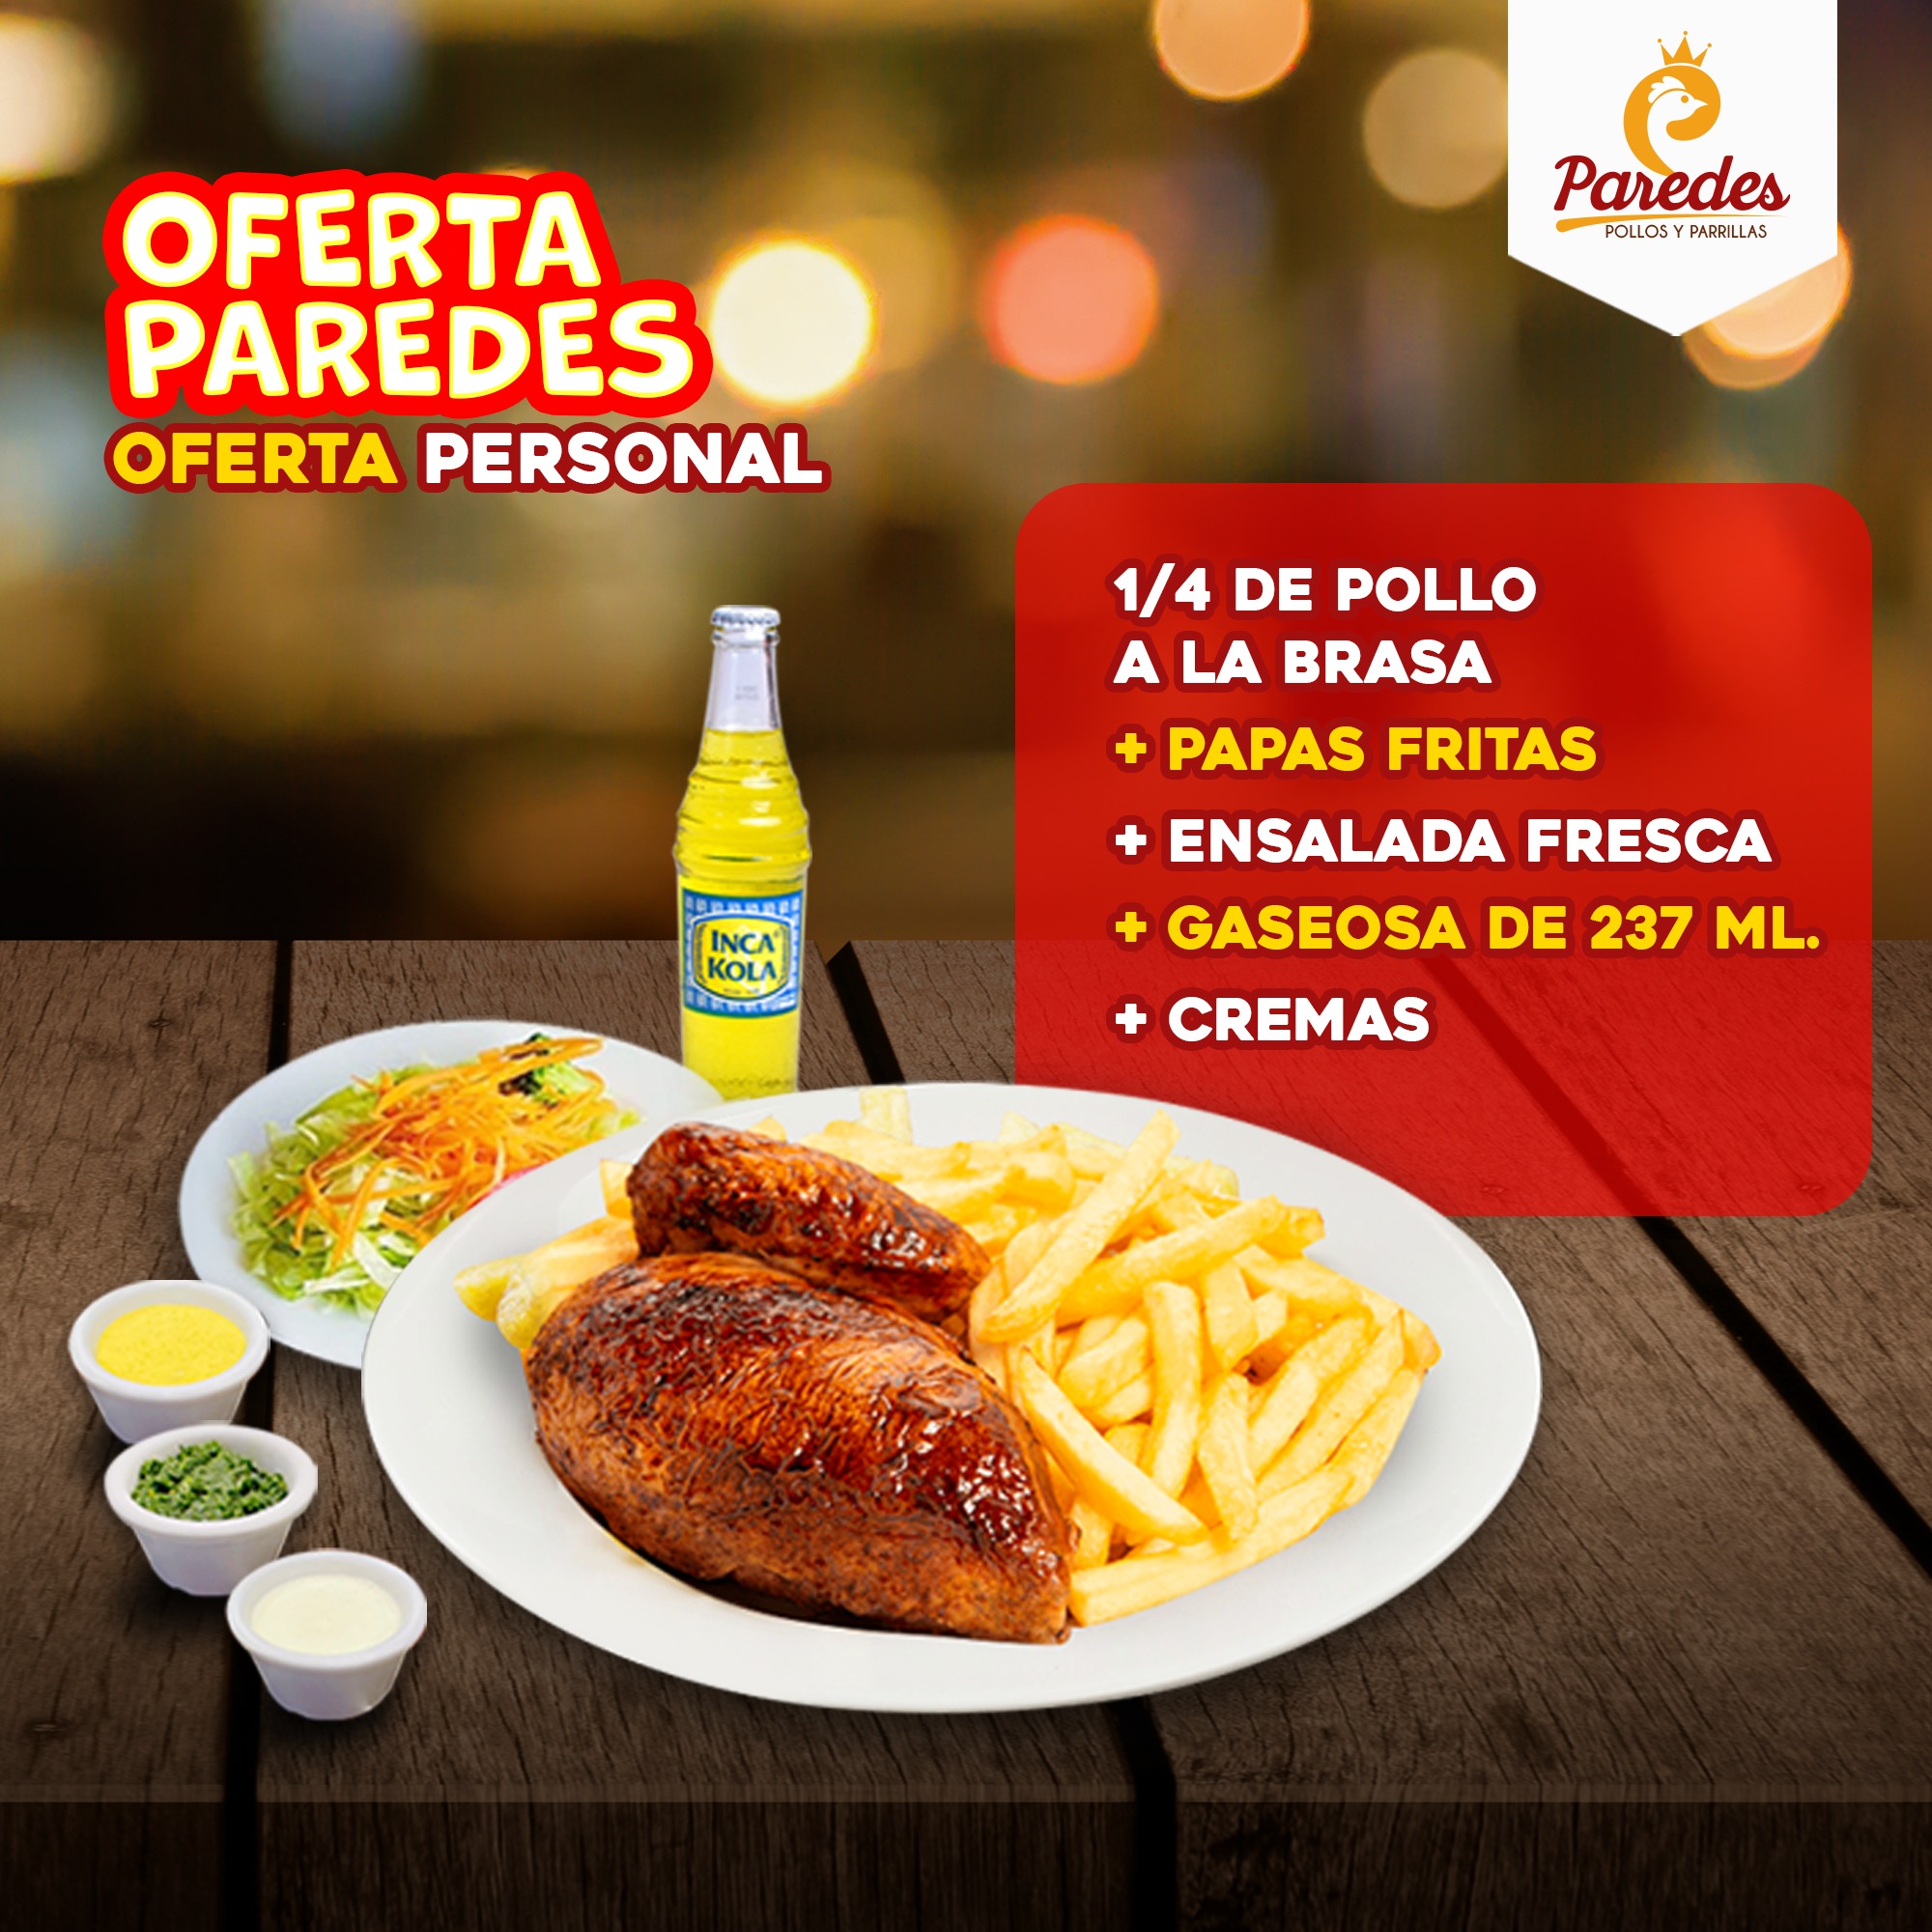 Paredes
POLLOS Y PARRILLAS
OFERTA
PAREDES
OFERTA PERSONAL
1/4 DE POLLO
A LA BRASA
+ PAPAS FRITAS
+ ENSALADA FRESCA
+ GASEOSA DE 237 ML.
+ CREMAS
INCA
KOLA